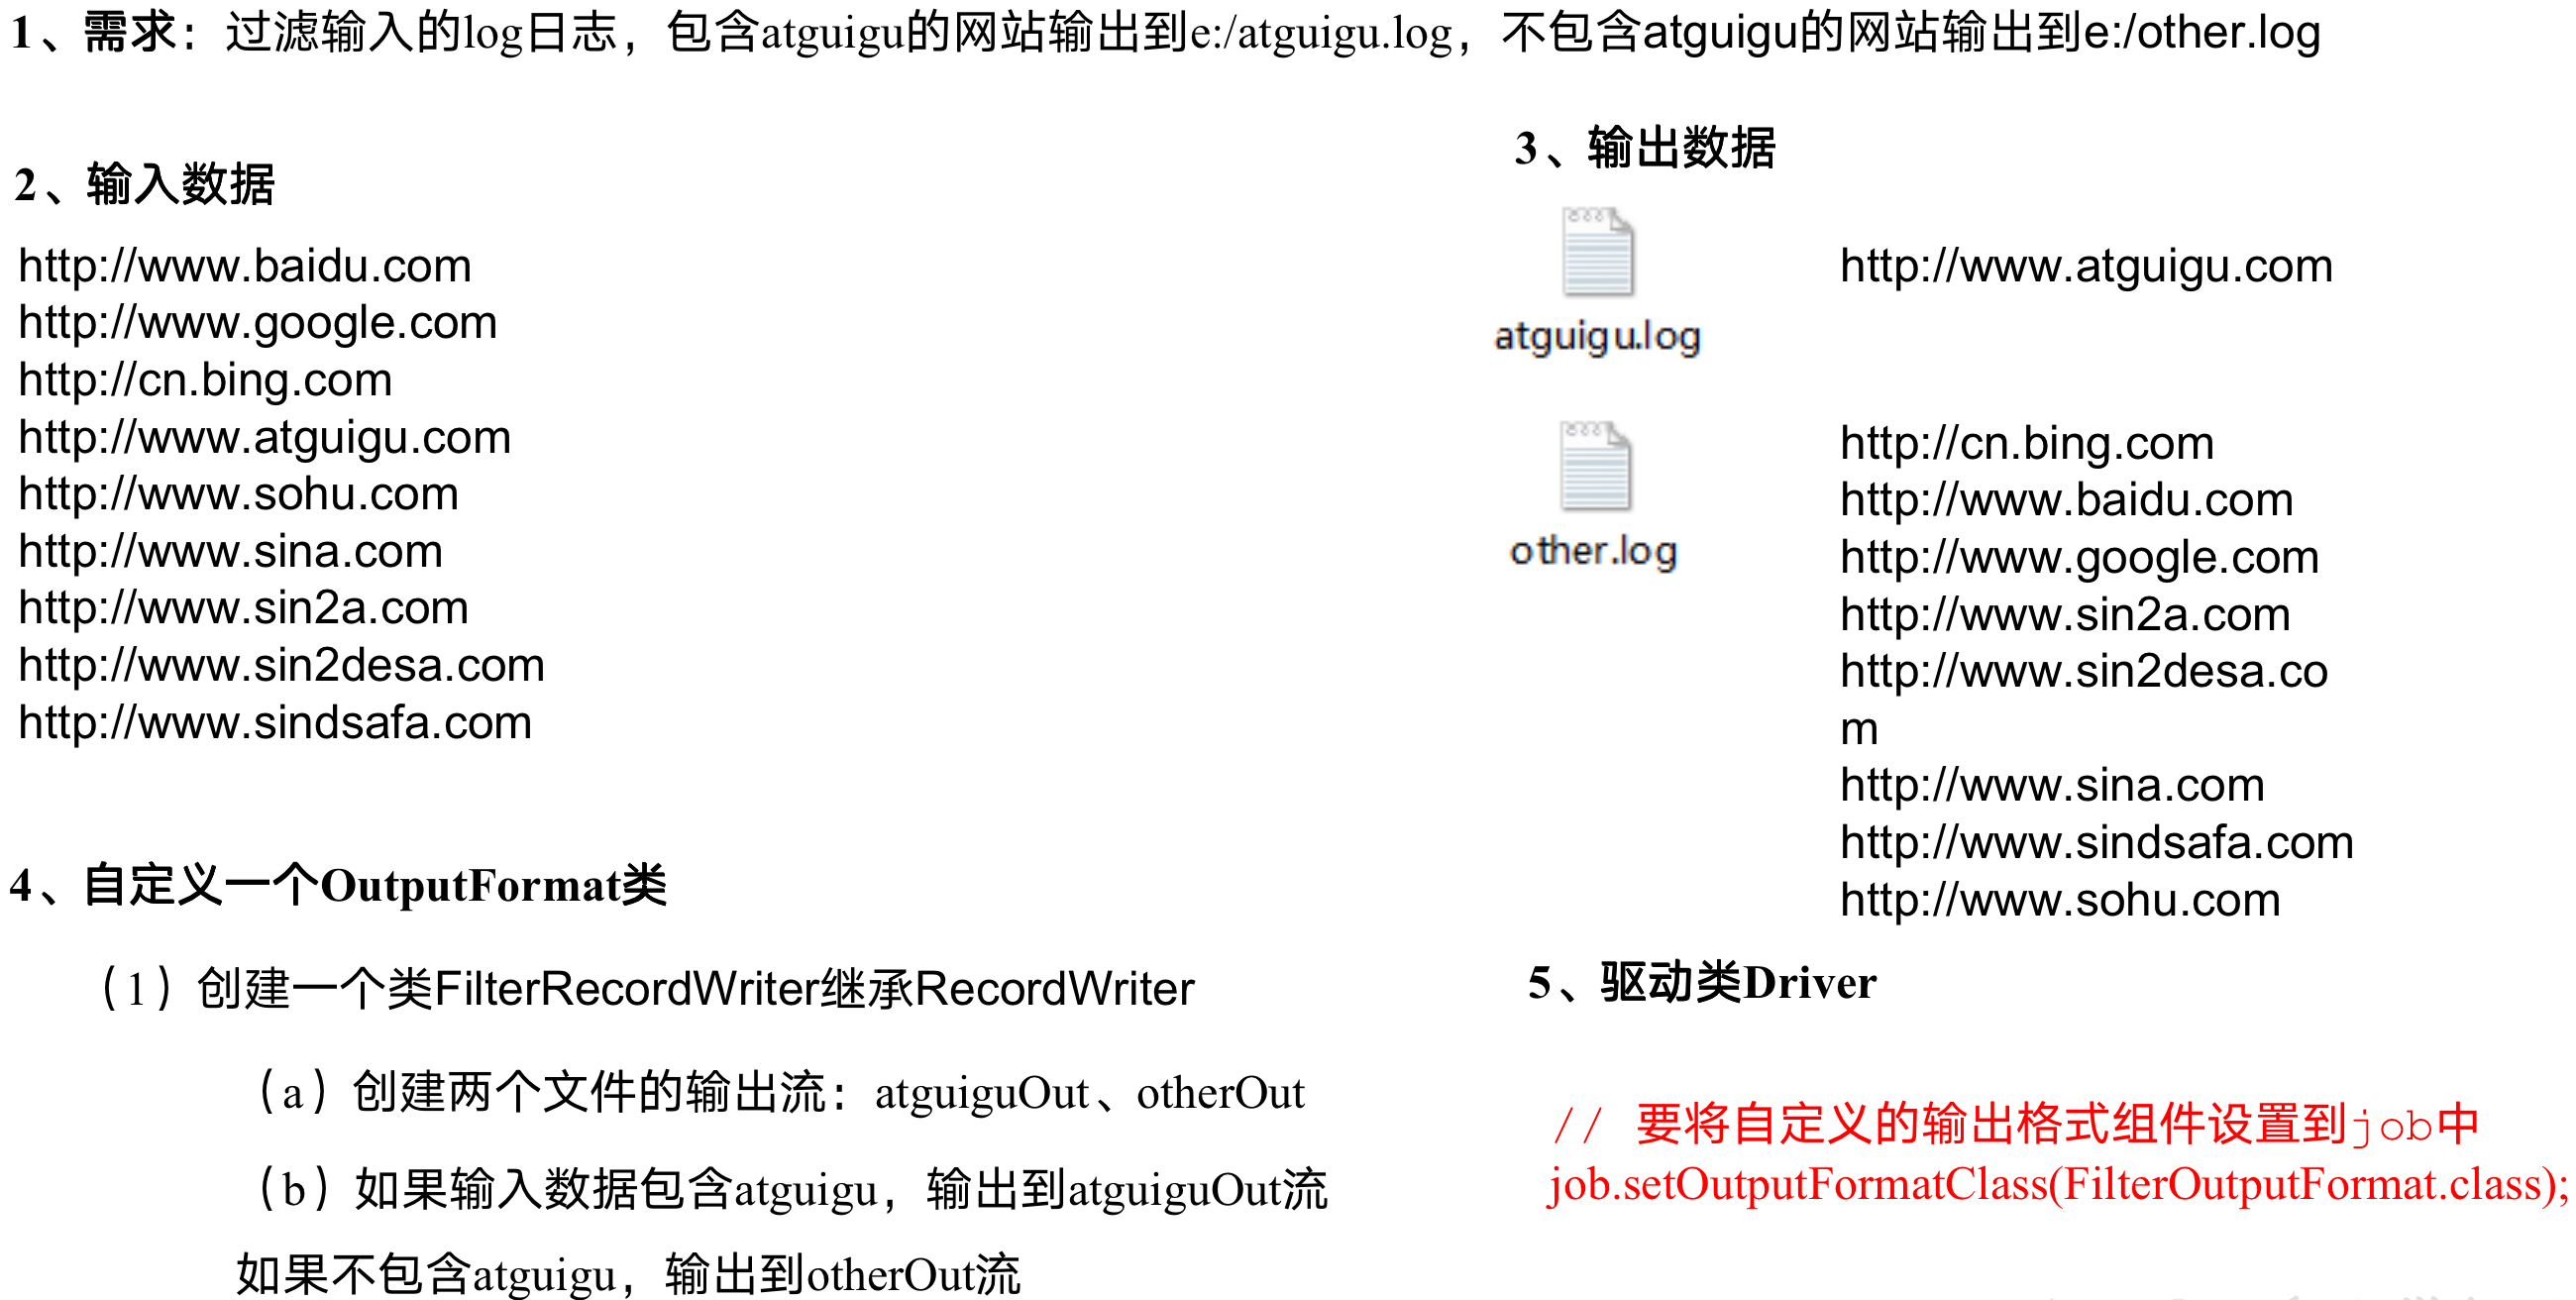 1、需求：过滤输入的log日志，包含atguigu的网站输出到e:/atguigu.log，不包含atguigu的网站输出到e:/other.log
2、输入数据
http://www.baidu.com
http://www.google.com
http://cn.bing.com
http://www.atguigu.com
http://www.sohu.com
http://www.sina.com
http://www.sin2a.com
http://www.sin2desa.com
http://www.sindsafa.com
3、输出数据
atguigu.log
http://www.atguigu.com
other.log
http://cn.bing.com
http://www.baidu.com
http://www.google.com
http://www.sin2a.com
http://www.sin2desa.co
m
http://www.sina.com
http://www.sindsafa.com
http://www.sohu.com
4、自定义一个OutputFormat类
（1）创建一个类FilterRecordWriter继承RecordWriter
（a）创建两个文件的输出流：atguiguOut、otherOut
（b）如果输入数据包含atguigu，输出到atguiguOut流
如果不包含atguigu，输出到otherOut流
5、驱动类Driver
// 要将自定义的输出格式组件设置到job中
job.setOutputFormatClass(FilterOutputFormat.class);